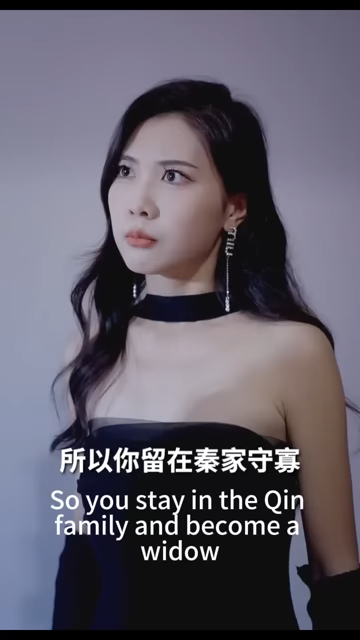 所以你留在秦家守寡
So you stay in the Qin
family and become a
widow